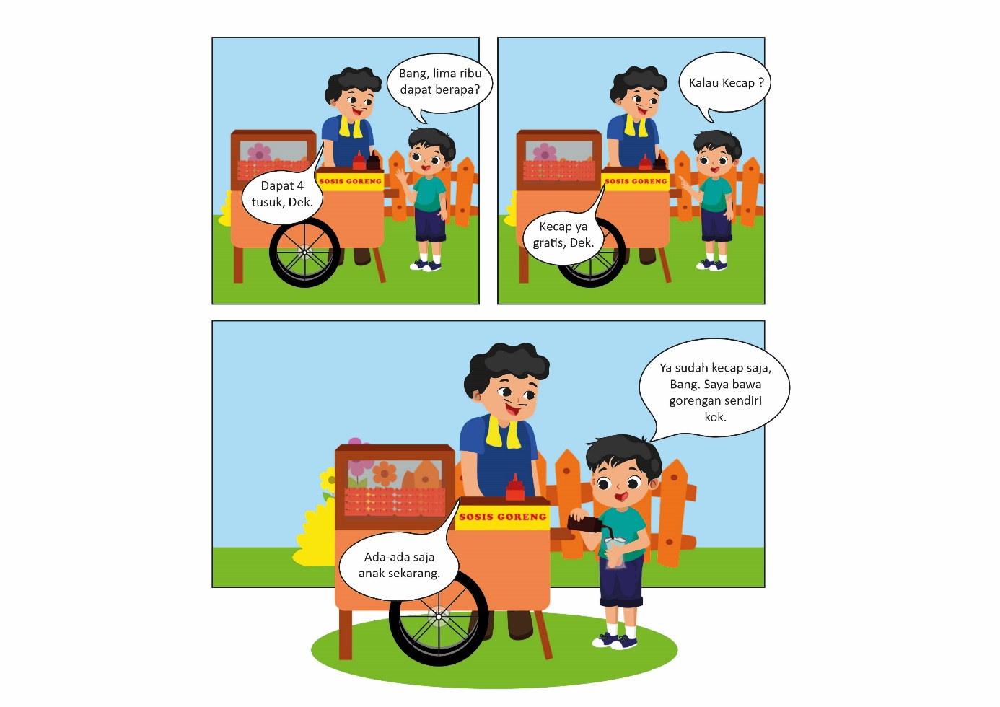 Bang, lima ribu
dapat berapa?
Dapat 4
tusuk, Dek.
SOSIS GORENG
Kalau Kecap ?
Kecap ya
gratis, Dek.
SOSIS GORENG
Ya sudah kecap saja,
Bang. Saya bawa
gorengan sendiri
kok.
Ada-ada saja
anak sekarang.
SOSIS GORENG